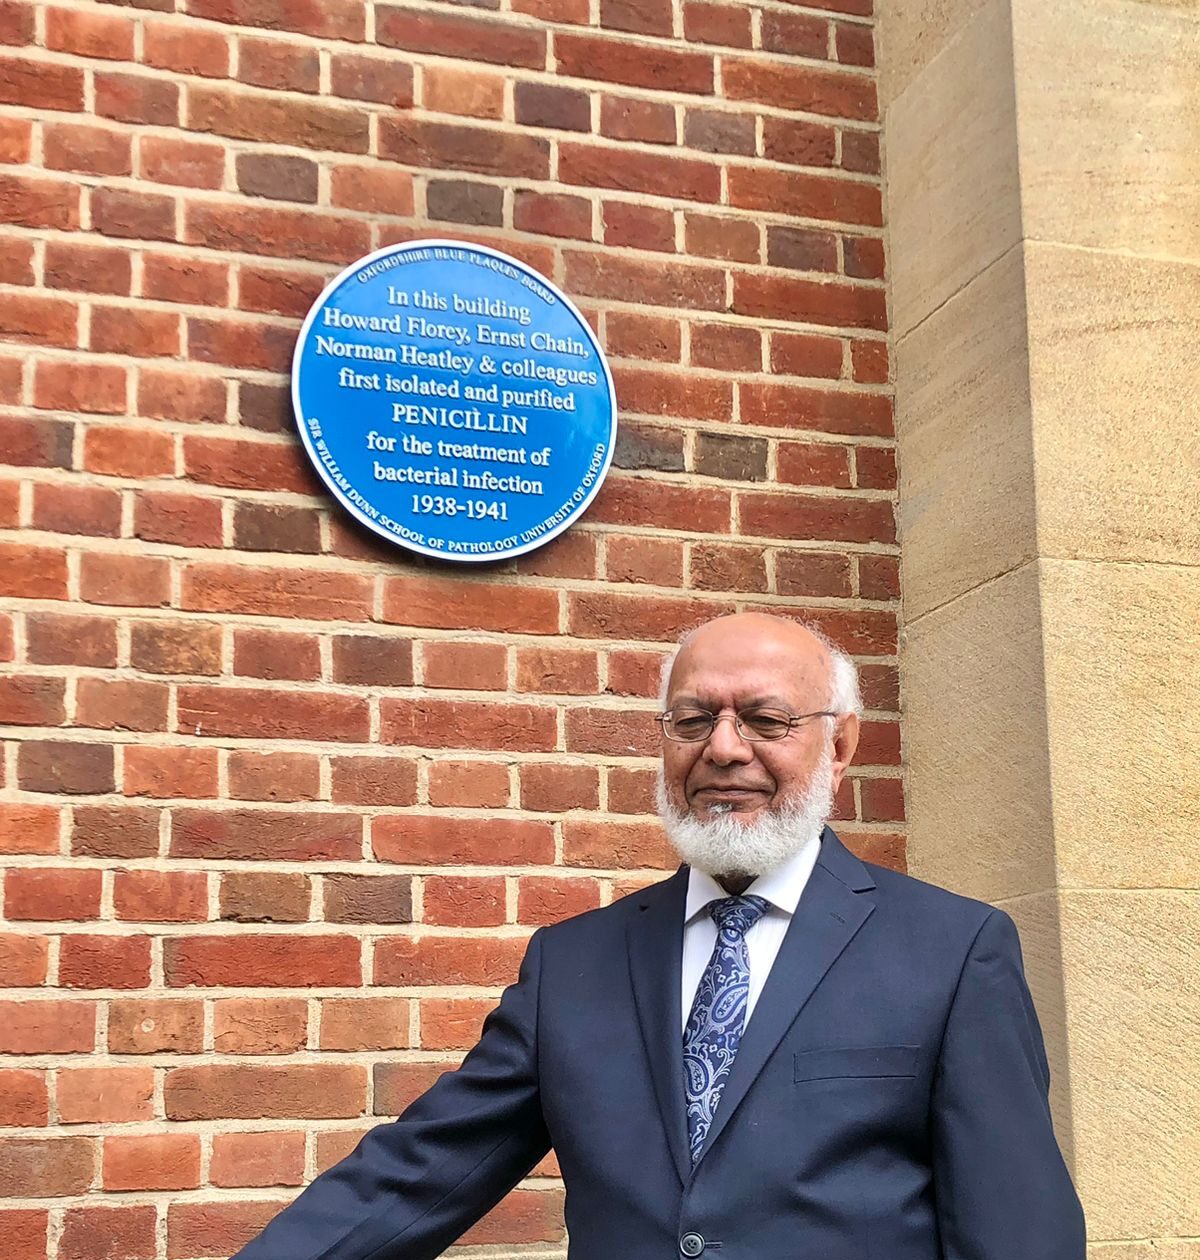 OXFORDSHIRE BLUE PLAQUES BOARD
In this building
Howard Florey, Ernst Chain,
Norman Heatley & colleagues
first isolated and purified
PENICILLIN
for the treatment of
bacterial infection
1938-1941
SIR WILLIAM DUNN SCHOOL OF PATHOLOGY UNIVERSITY OF OXFORD